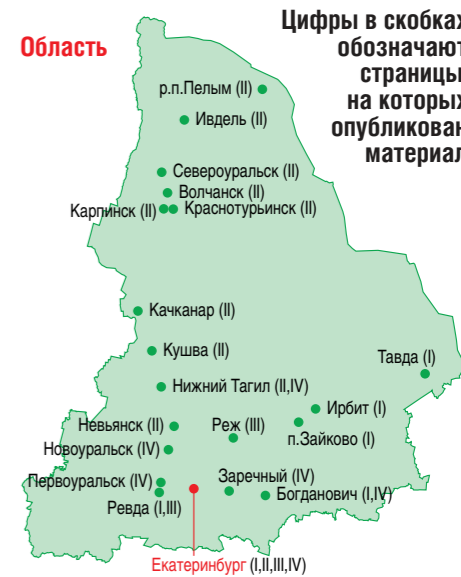 Область
Цифры в скобках
обозначают
страницы
на которых
опубликован
материал
р.п.Пелым (II)
Ивдель (II)
Североуральск (II)
Волчанск (II)
Карпинск (II)
Краснотурьинск (II)
Качканар (II)
Кушва (II)
Тавда (I)
Нижний Тагил (II,IV)
Ирбит (I)
Невьянск (II)
Реж (III)
п.Зайково (I)
Новоуральск (IV)
Первоуральск (IV)
Заречный (IV)
Ревда (I,III)
Богданович (I,IV)
Екатеринбург (I,II,III,IV)